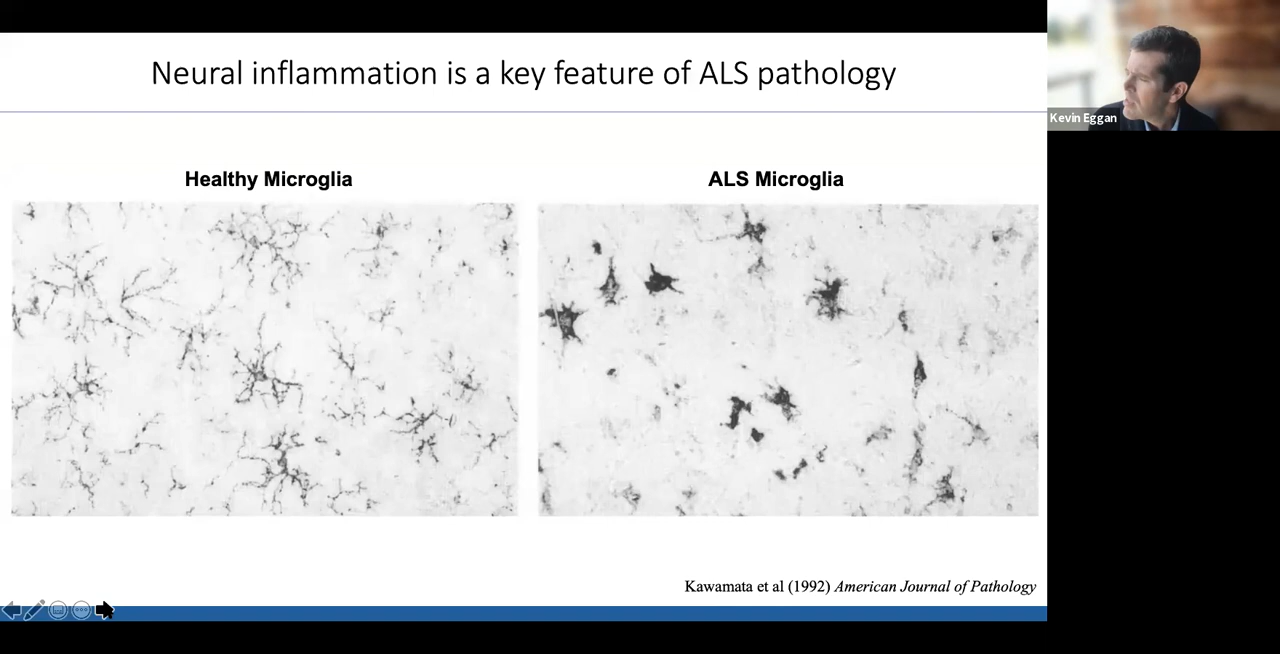 Neural inflammation is a key feature of ALS pathology
Kevin Eggan
Healthy Microglia
ALS Microglia
Kawamata et al (1992) American Journal of Pathology